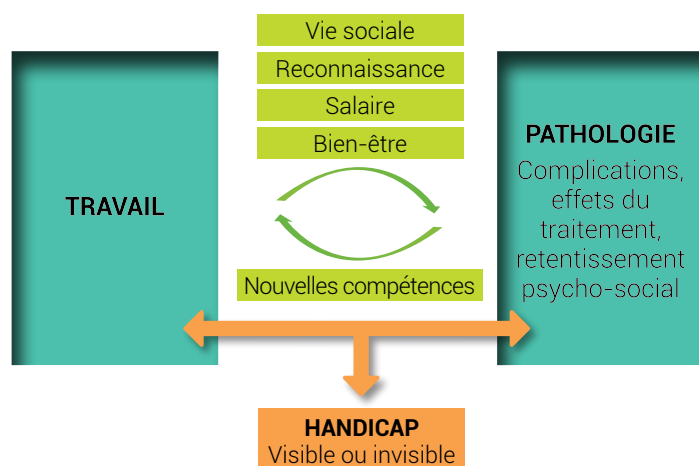 Vie sociale
Reconnaissance
Salaire
Bien-être
TRAVAIL
PATHOLOGIE
Complications,
effets du
traitement,
retentissement
psycho-social
Nouvelles compétences
HANDICAP
Visible ou invisible